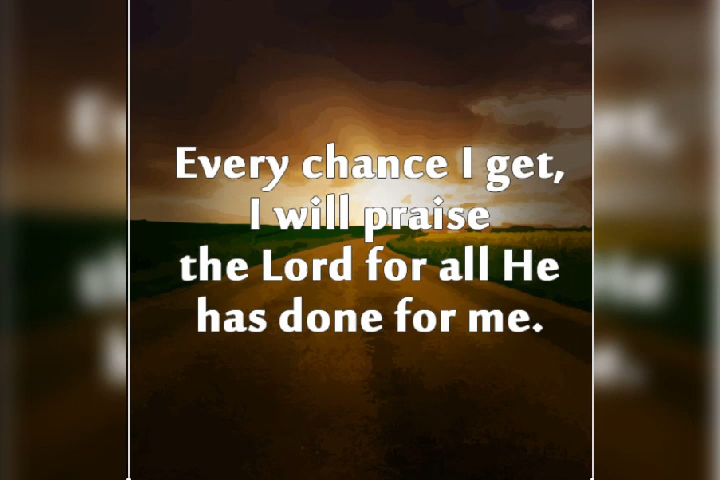 Every chance I get,
I will praise
the Lord for all He
has done for me.